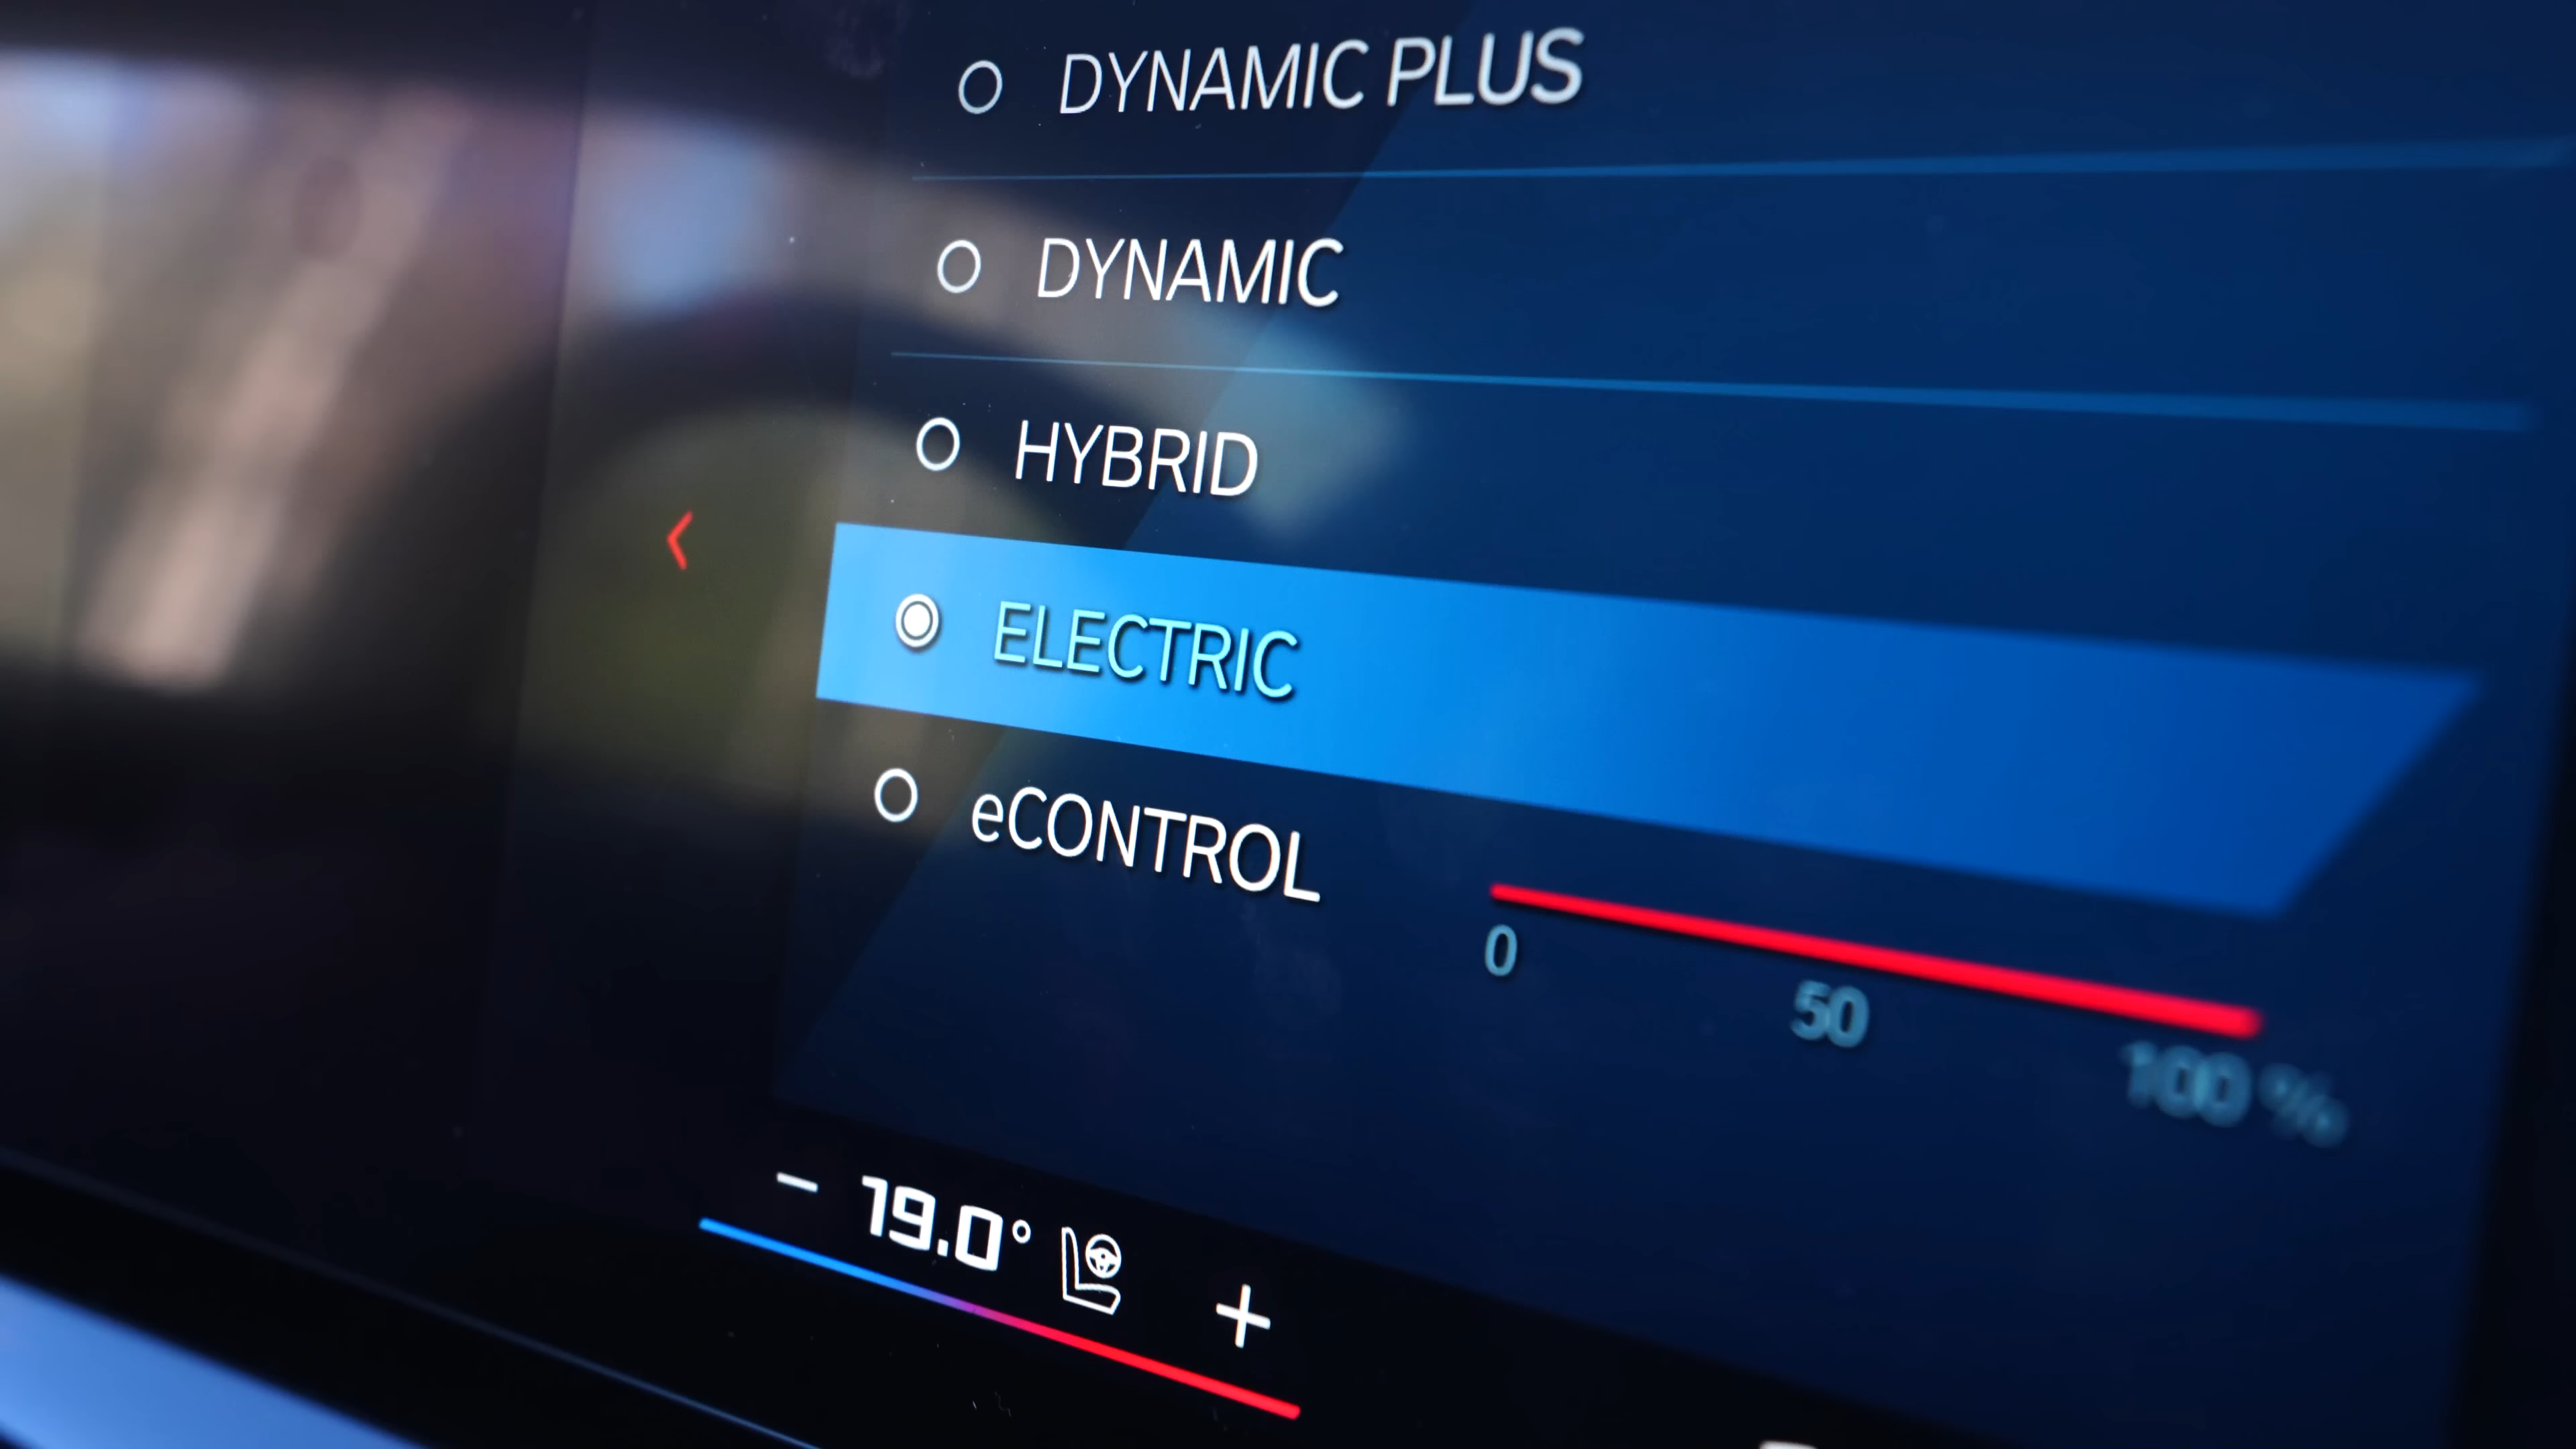 DYNAMIC PLUS
DYNAMIC
HYBRID
ELECTRIC
eCONTROL
0 50 100 %
- 19.0° +